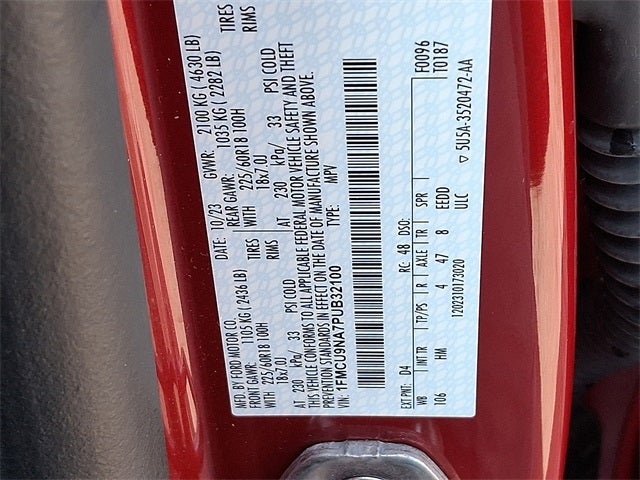 MFD. BY FORD MOTOR CO. DATE: 10/23 GVWR: 2100 KG ( 4630 LB)
FRONT GAWR: 1105 KG ( 2436 LB) REAR GAWR: 1035 KG ( 2282 LB)
WITH 225/60R18 100H TIRES WITH 225/60R18 100H TIRES
18x7.0J RIMS 18x7.0J RIMS
AT 230 kPa/ 33 PSI COLD AT 230 kPa/ 33 PSI COLD
THIS VEHICLE CONFORMS TO ALL APPLICABLE FEDERAL MOTOR VEHICLE SAFETY AND THEFT
PREVENTION STANDARDS IN EFFECT ON THE DATE OF MANUFACTURE SHOWN ABOVE.
VIN: 1FMCU9NA7PUB32100 TYPE: MPV
EXT PNT: D4 RC: 48 DSO: F0096
WB INT TR TP/PS R AXLE TR SPR T0187
106 HM 4 47 8 EEDD
1202310173020 ULC ▽ 5U5A-3520472-AA